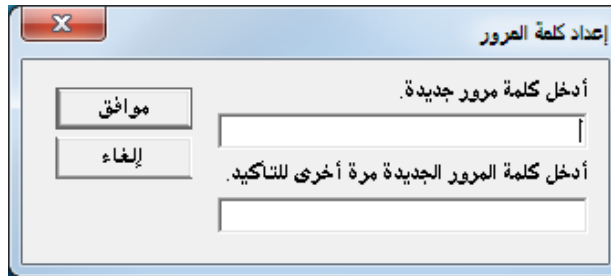 إعداد كلمة المرور
أدخل كلمة مرور جديدة.
موافق
إلغاء
أدخل كلمة المرور الجديدة مرة أخرى للتأكيد.